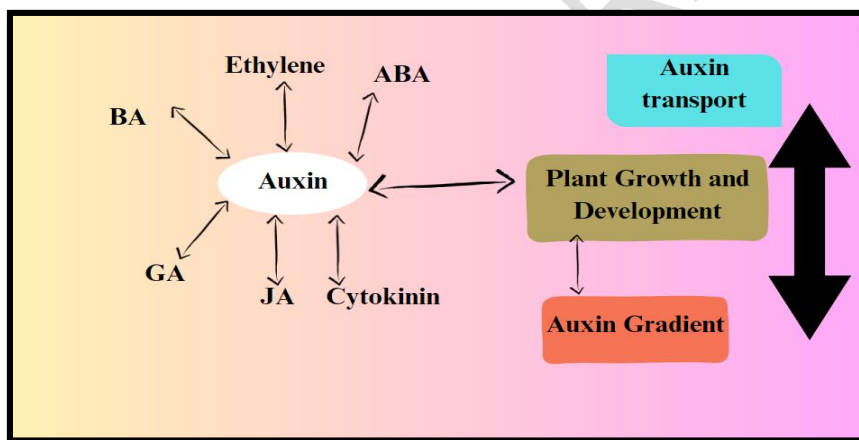 Ethylene
ABA
BA
Auxin
GA
JA
Cytokinin
Auxin
transport
Plant Growth and
Development
Auxin Gradient